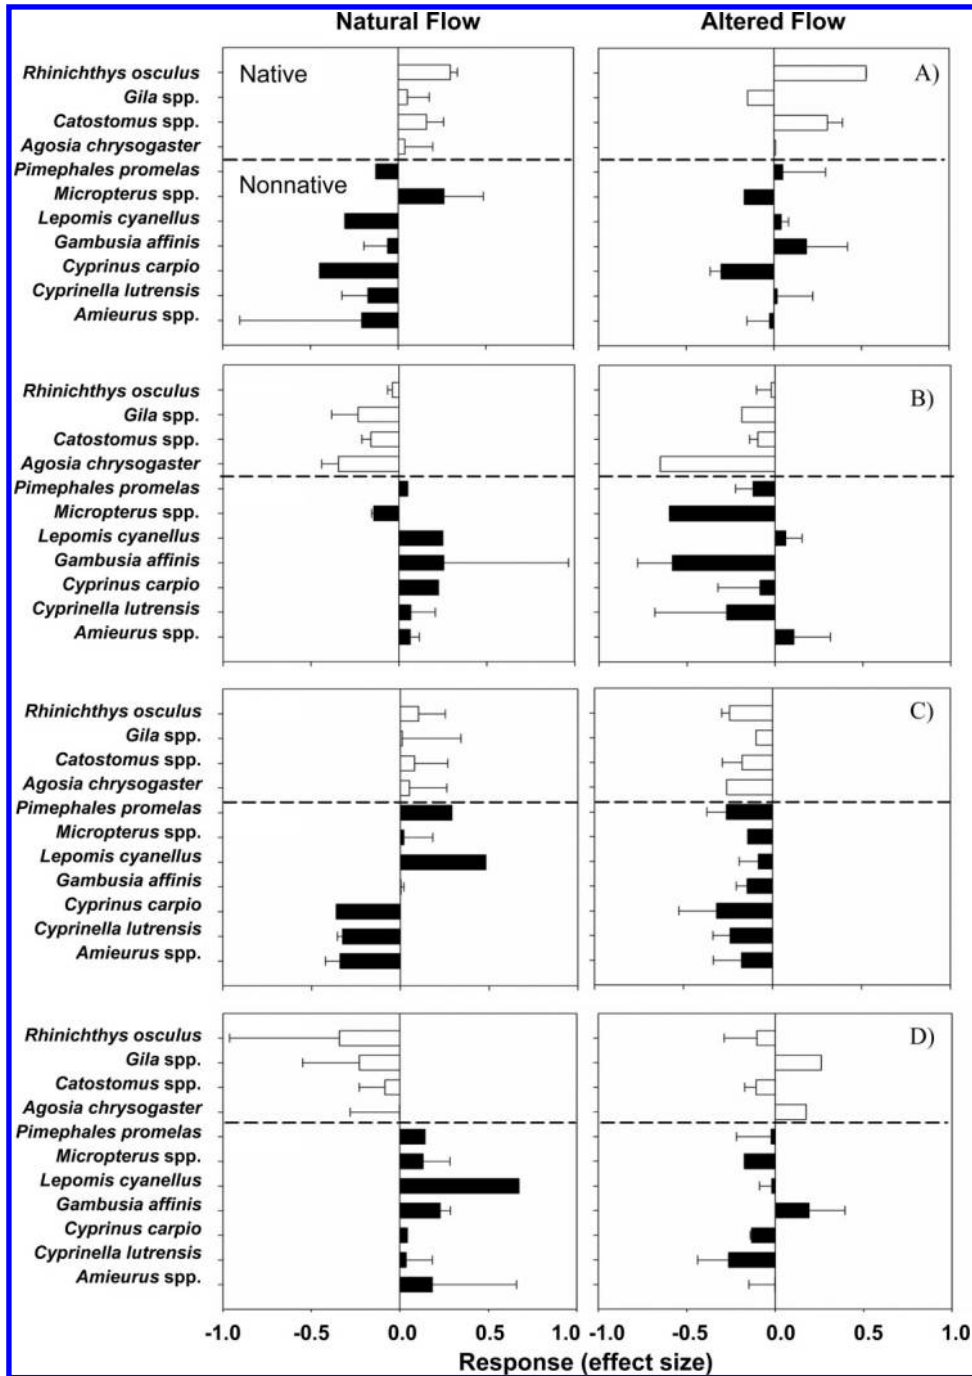 Natural Flow Altered Flow
Native A)
Rhinichthys osculus
Gila spp.
Catostomus spp.
Agosia chrysogaster
Nonnative
Pimephales promelas
Micropterus spp.
Lepomis cyanellus
Gambusia affinis
Cyprinus carpio
Cyprinella lutrensis
Amieurus spp.
B)
Rhinichthys osculus
Gila spp.
Catostomus spp.
Agosia chrysogaster
Pimephales promelas
Micropterus spp.
Lepomis cyanellus
Gambusia affinis
Cyprinus carpio
Cyprinella lutrensis
Amieurus spp.
C)
Rhinichthys osculus
Gila spp.
Catostomus spp.
Agosia chrysogaster
Pimephales promelas
Micropterus spp.
Lepomis cyanellus
Gambusia affinis
Cyprinus carpio
Cyprinella lutrensis
Amieurus spp.
D)
Rhinichthys osculus
Gila spp.
Catostomus spp.
Agosia chrysogaster
Pimephales promelas
Micropterus spp.
Lepomis cyanellus
Gambusia affinis
Cyprinus carpio
Cyprinella lutrensis
Amieurus spp.
-1.0 -0.5 0.0 0.5 -1.0 -0.5 0.0 0.5 1.0
Response (effect size)